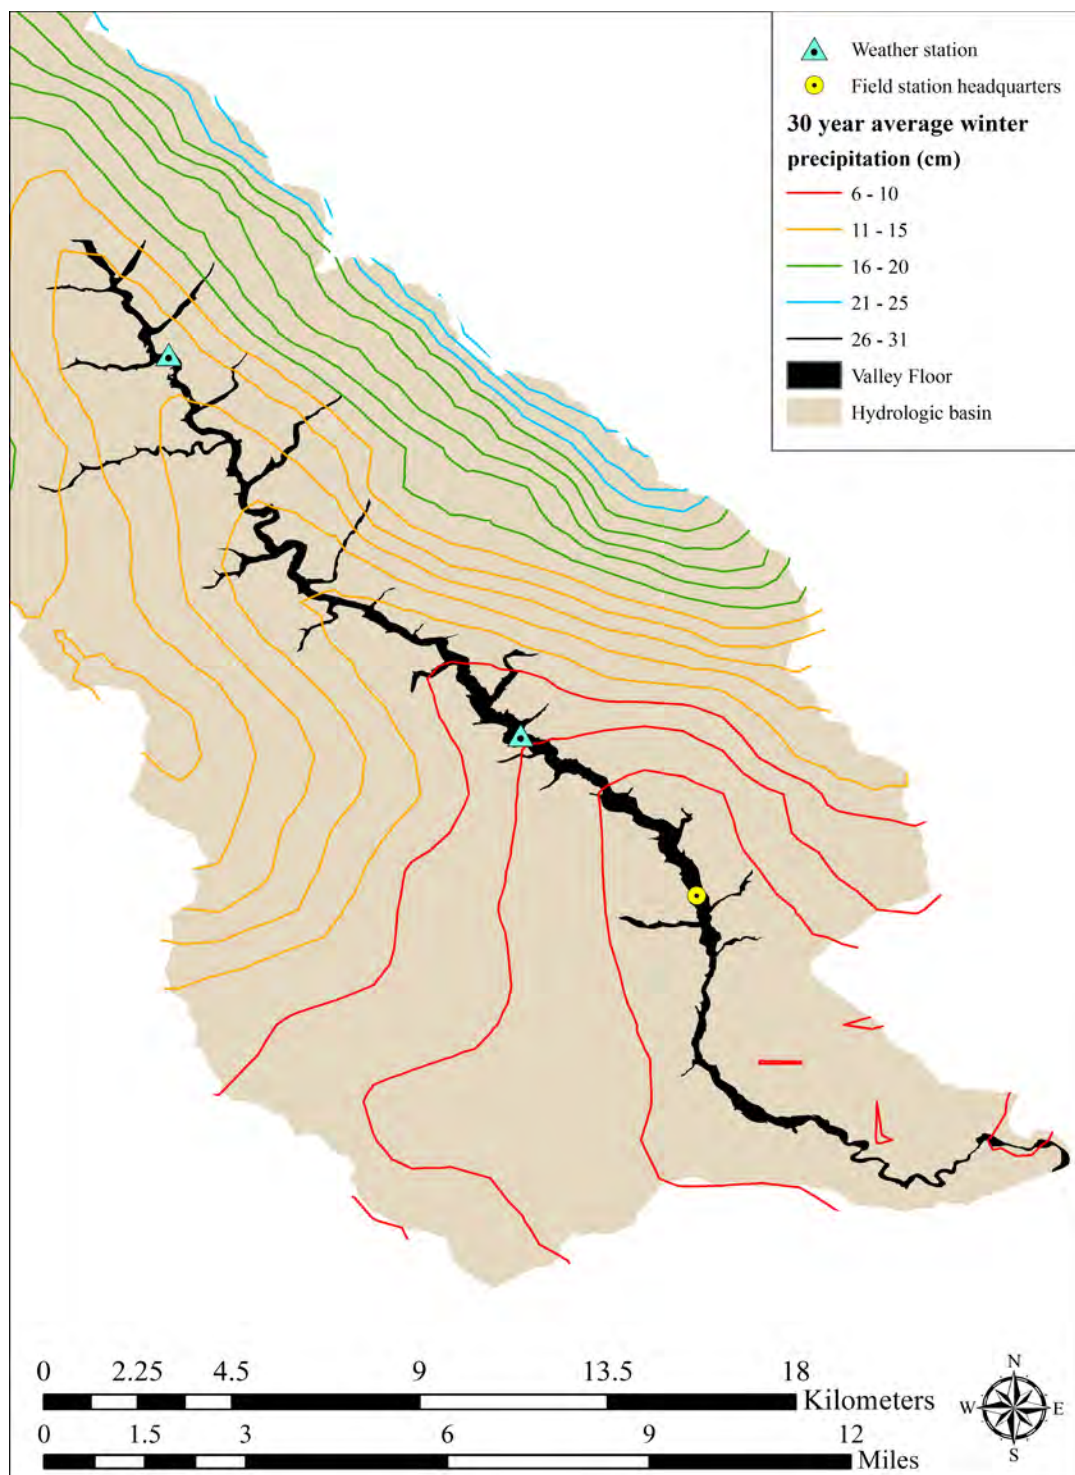 Weather station
Field station headquarters
30 year average winter
precipitation (cm)
6 - 10
11 - 15
16 - 20
21 - 25
26 - 31
Valley Floor
Hydrologic basin
0 2.25 4.5 9 13.5 18
Kilometers
0 1.5 3 6 9 12
Miles
N
W E
S